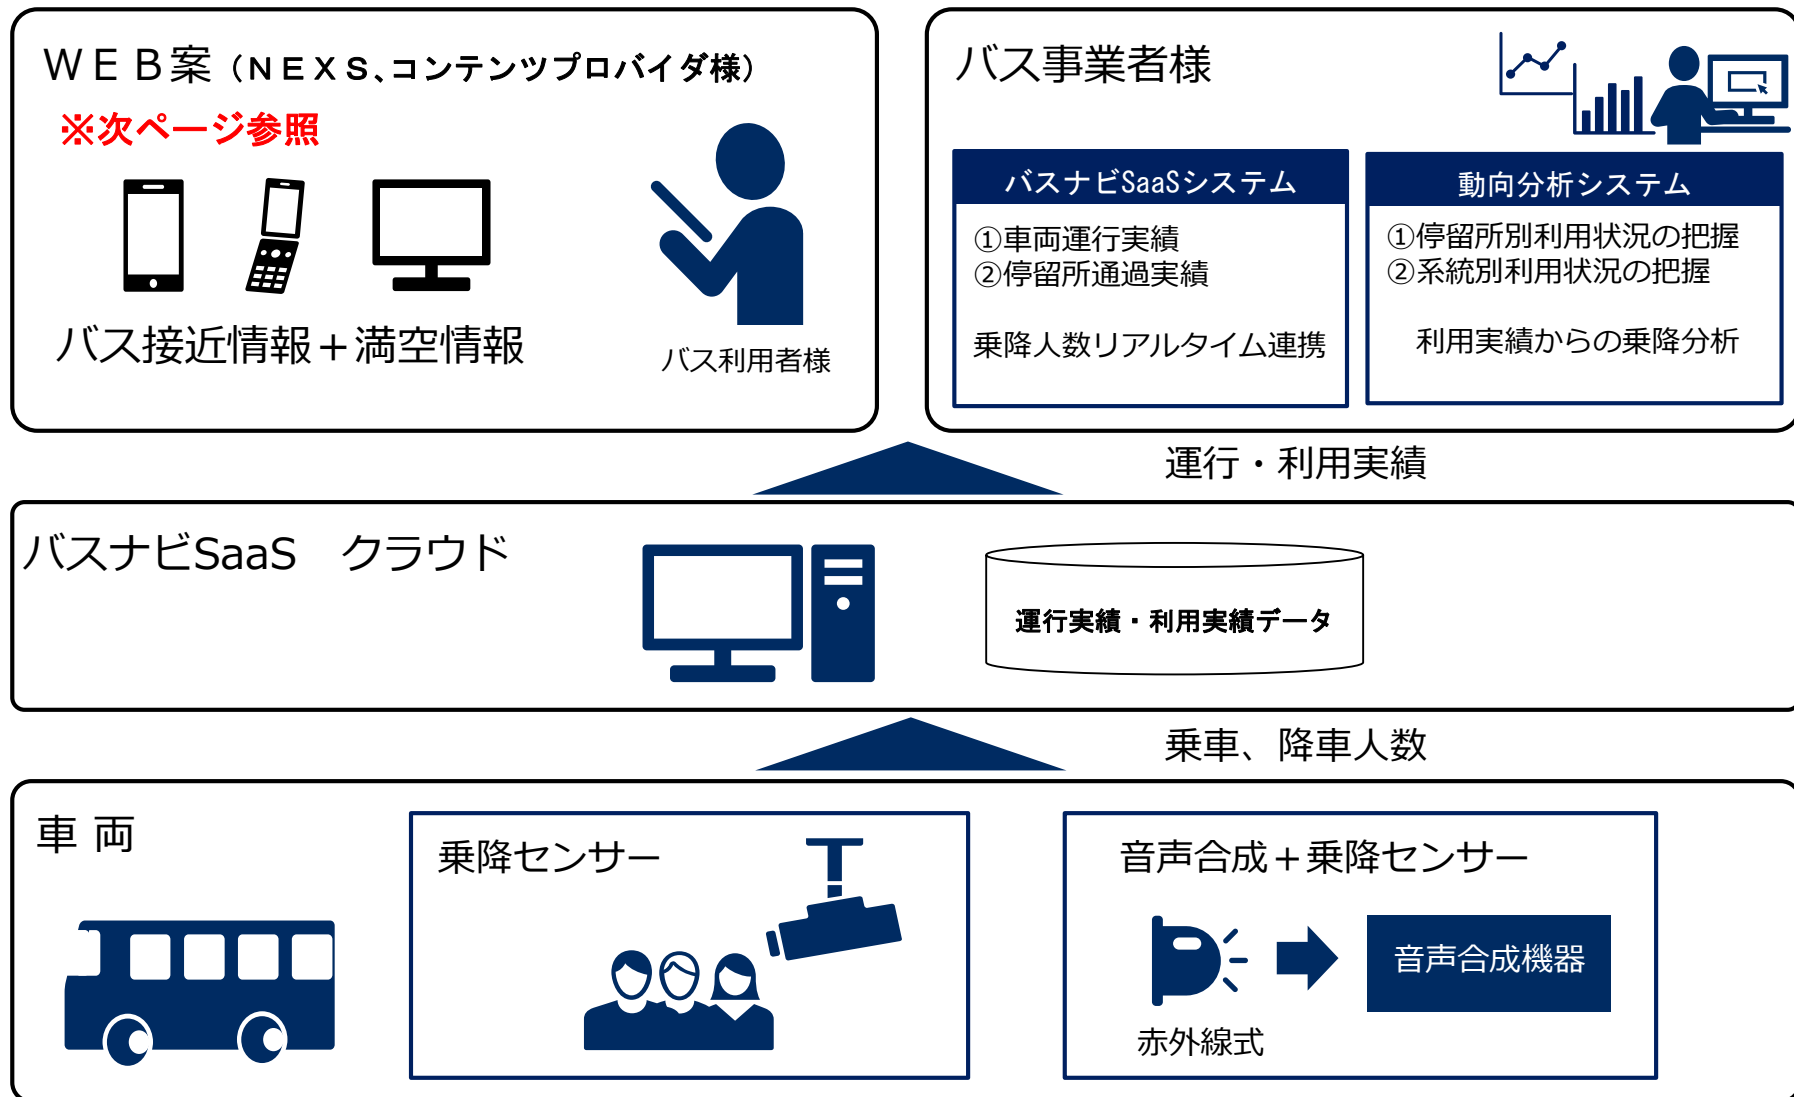 ＷＥＢ案（ＮＥＸＳ、コンテンツプロバイダ様）
※次ページ参照
バス接近情報＋満空情報
バス利用者様
バス事業者様
バスナビSaaSシステム
①車両運行実績
②停留所通過実績
乗降人数リアルタイム連携
動向分析システム
①停留所別利用状況の把握
②系統別利用状況の把握
利用実績からの乗降分析
運行・利用実績
バスナビSaaS　クラウド
運行実績・利用実績データ
乗車、降車人数
車 両
乗降センサー
音声合成＋乗降センサー
音声合成機器
赤外線式